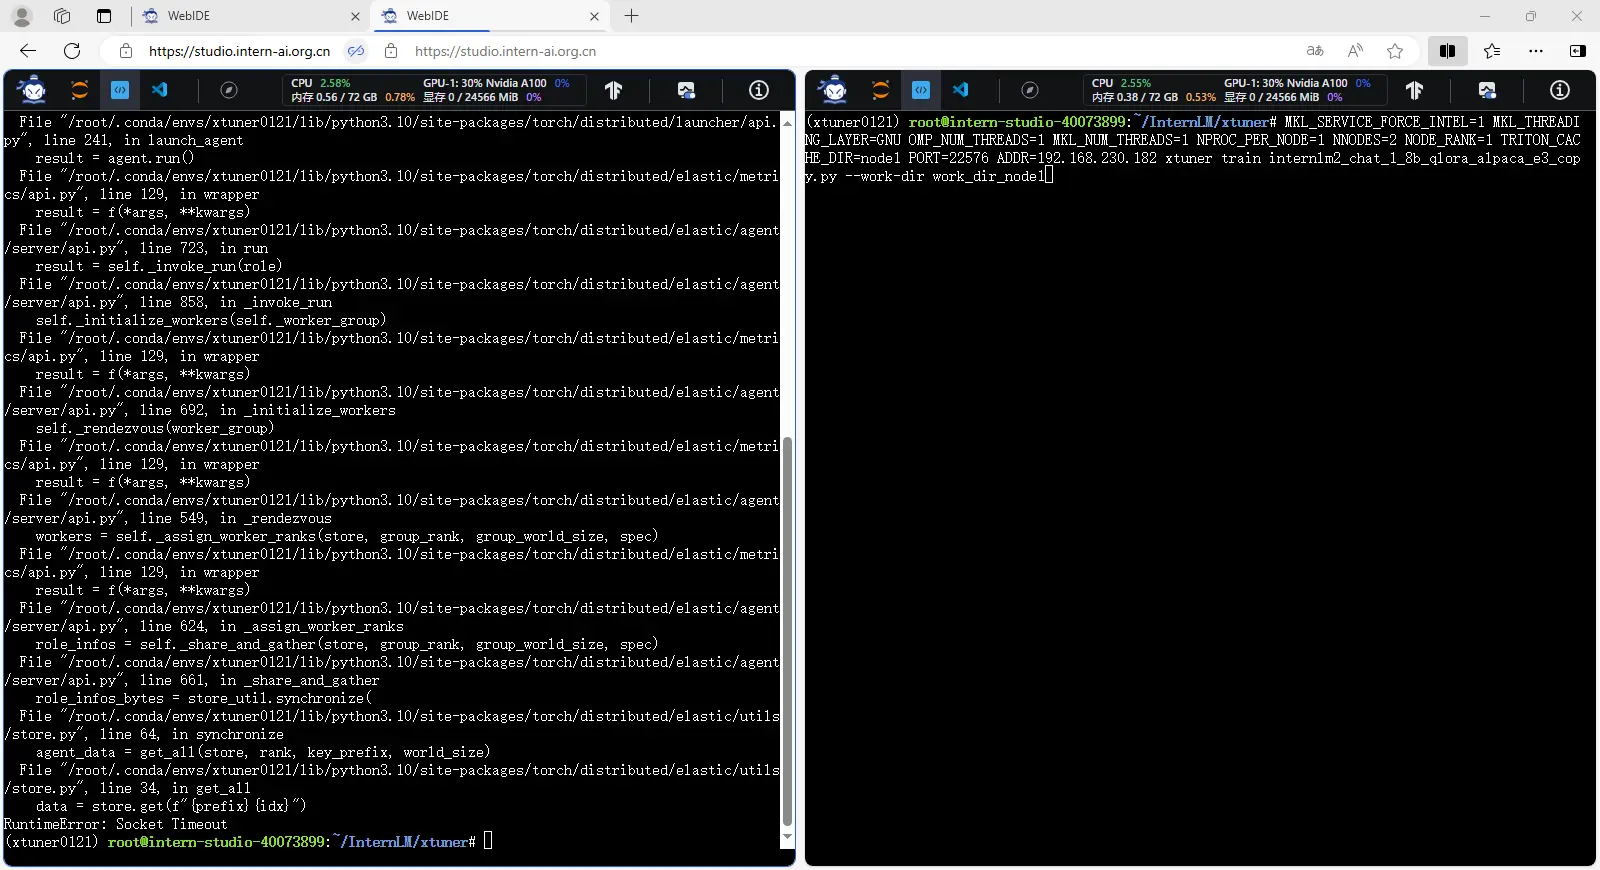 WebIDE
WebIDE
https://studio.intern-ai.org.cn
https://studio.intern-ai.org.cn
CPU 2.58%
GPU-1: 30% Nvidia A100 0%
内存 0.56 / 72 GB 0.78%
显存 0 / 24566 MiB 0%
File "/root/.conda/envs/xtuner0121/lib/python3.10/site-packages/torch/distributed/launcher/api.
py", line 241, in launch_agent
result = agent.run()
File "/root/.conda/envs/xtuner0121/lib/python3.10/site-packages/torch/distributed/elastic/metri
cs/api.py", line 129, in wrapper
result = f(*args, **kwargs)
File "/root/.conda/envs/xtuner0121/lib/python3.10/site-packages/torch/distributed/elastic/agent
/server/api.py", line 723, in run
result = self._invoke_run(role)
File "/root/.conda/envs/xtuner0121/lib/python3.10/site-packages/torch/distributed/elastic/agent
/server/api.py", line 858, in _invoke_run
self._initialize_workers(self._worker_group)
File "/root/.conda/envs/xtuner0121/lib/python3.10/site-packages/torch/distributed/elastic/metri
cs/api.py", line 129, in wrapper
result = f(*args, **kwargs)
File "/root/.conda/envs/xtuner0121/lib/python3.10/site-packages/torch/distributed/elastic/agent
/server/api.py", line 692, in _initialize_workers
self._rendezvous(worker_group)
File "/root/.conda/envs/xtuner0121/lib/python3.10/site-packages/torch/distributed/elastic/metri
cs/api.py", line 129, in wrapper
result = f(*args, **kwargs)
File "/root/.conda/envs/xtuner0121/lib/python3.10/site-packages/torch/distributed/elastic/agent
/server/api.py", line 549, in _rendezvous
workers = self._assign_worker_ranks(store, group_rank, group_world_size, spec)
File "/root/.conda/envs/xtuner0121/lib/python3.10/site-packages/torch/distributed/elastic/metri
cs/api.py", line 129, in wrapper
result = f(*args, **kwargs)
File "/root/.conda/envs/xtuner0121/lib/python3.10/site-packages/torch/distributed/elastic/agent
/server/api.py", line 624, in _assign_worker_ranks
role_infos = self._share_and_gather(store, group_rank, group_world_size, spec)
File "/root/.conda/envs/xtuner0121/lib/python3.10/site-packages/torch/distributed/elastic/agent
/server/api.py", line 661, in _share_and_gather
role_infos_bytes = store_util.synchronize(
File "/root/.conda/envs/xtuner0121/lib/python3.10/site-packages/torch/distributed/elastic/utils
/store.py", line 64, in synchronize
agent_data = get_all(store, rank, key_prefix, world_size)
File "/root/.conda/envs/xtuner0121/lib/python3.10/site-packages/torch/distributed/elastic/utils
/store.py", line 34, in get_all
data = store.get(f"{prefix}{idx}")
RuntimeError: Socket Timeout
(xtuner0121) root@intern-studio-40073899:~/InternLM/xtuner#
CPU 2.55%
GPU-1: 30% Nvidia A100 0%
内存 0.38 / 72 GB 0.53%
显存 0 / 24566 MiB 0%
(xtuner0121) root@intern-studio-40073899:~/InternLM/xtuner# MKL_SERVICE_FORCE_INTEL=1 MKL_THREADI
NG_LAYER=GNU OMP_NUM_THREADS=1 MKL_NUM_THREADS=1 NPROC_PER_NODE=1 NNODES=2 NODE_RANK=1 TRITON_CAC
HE_DIR=node1 PORT=22576 ADDR=192.168.230.182 xtuner train internlm2_chat_1_8b_qlora_alpaca_e3_cop
y.py --work-dir work_dir_node1